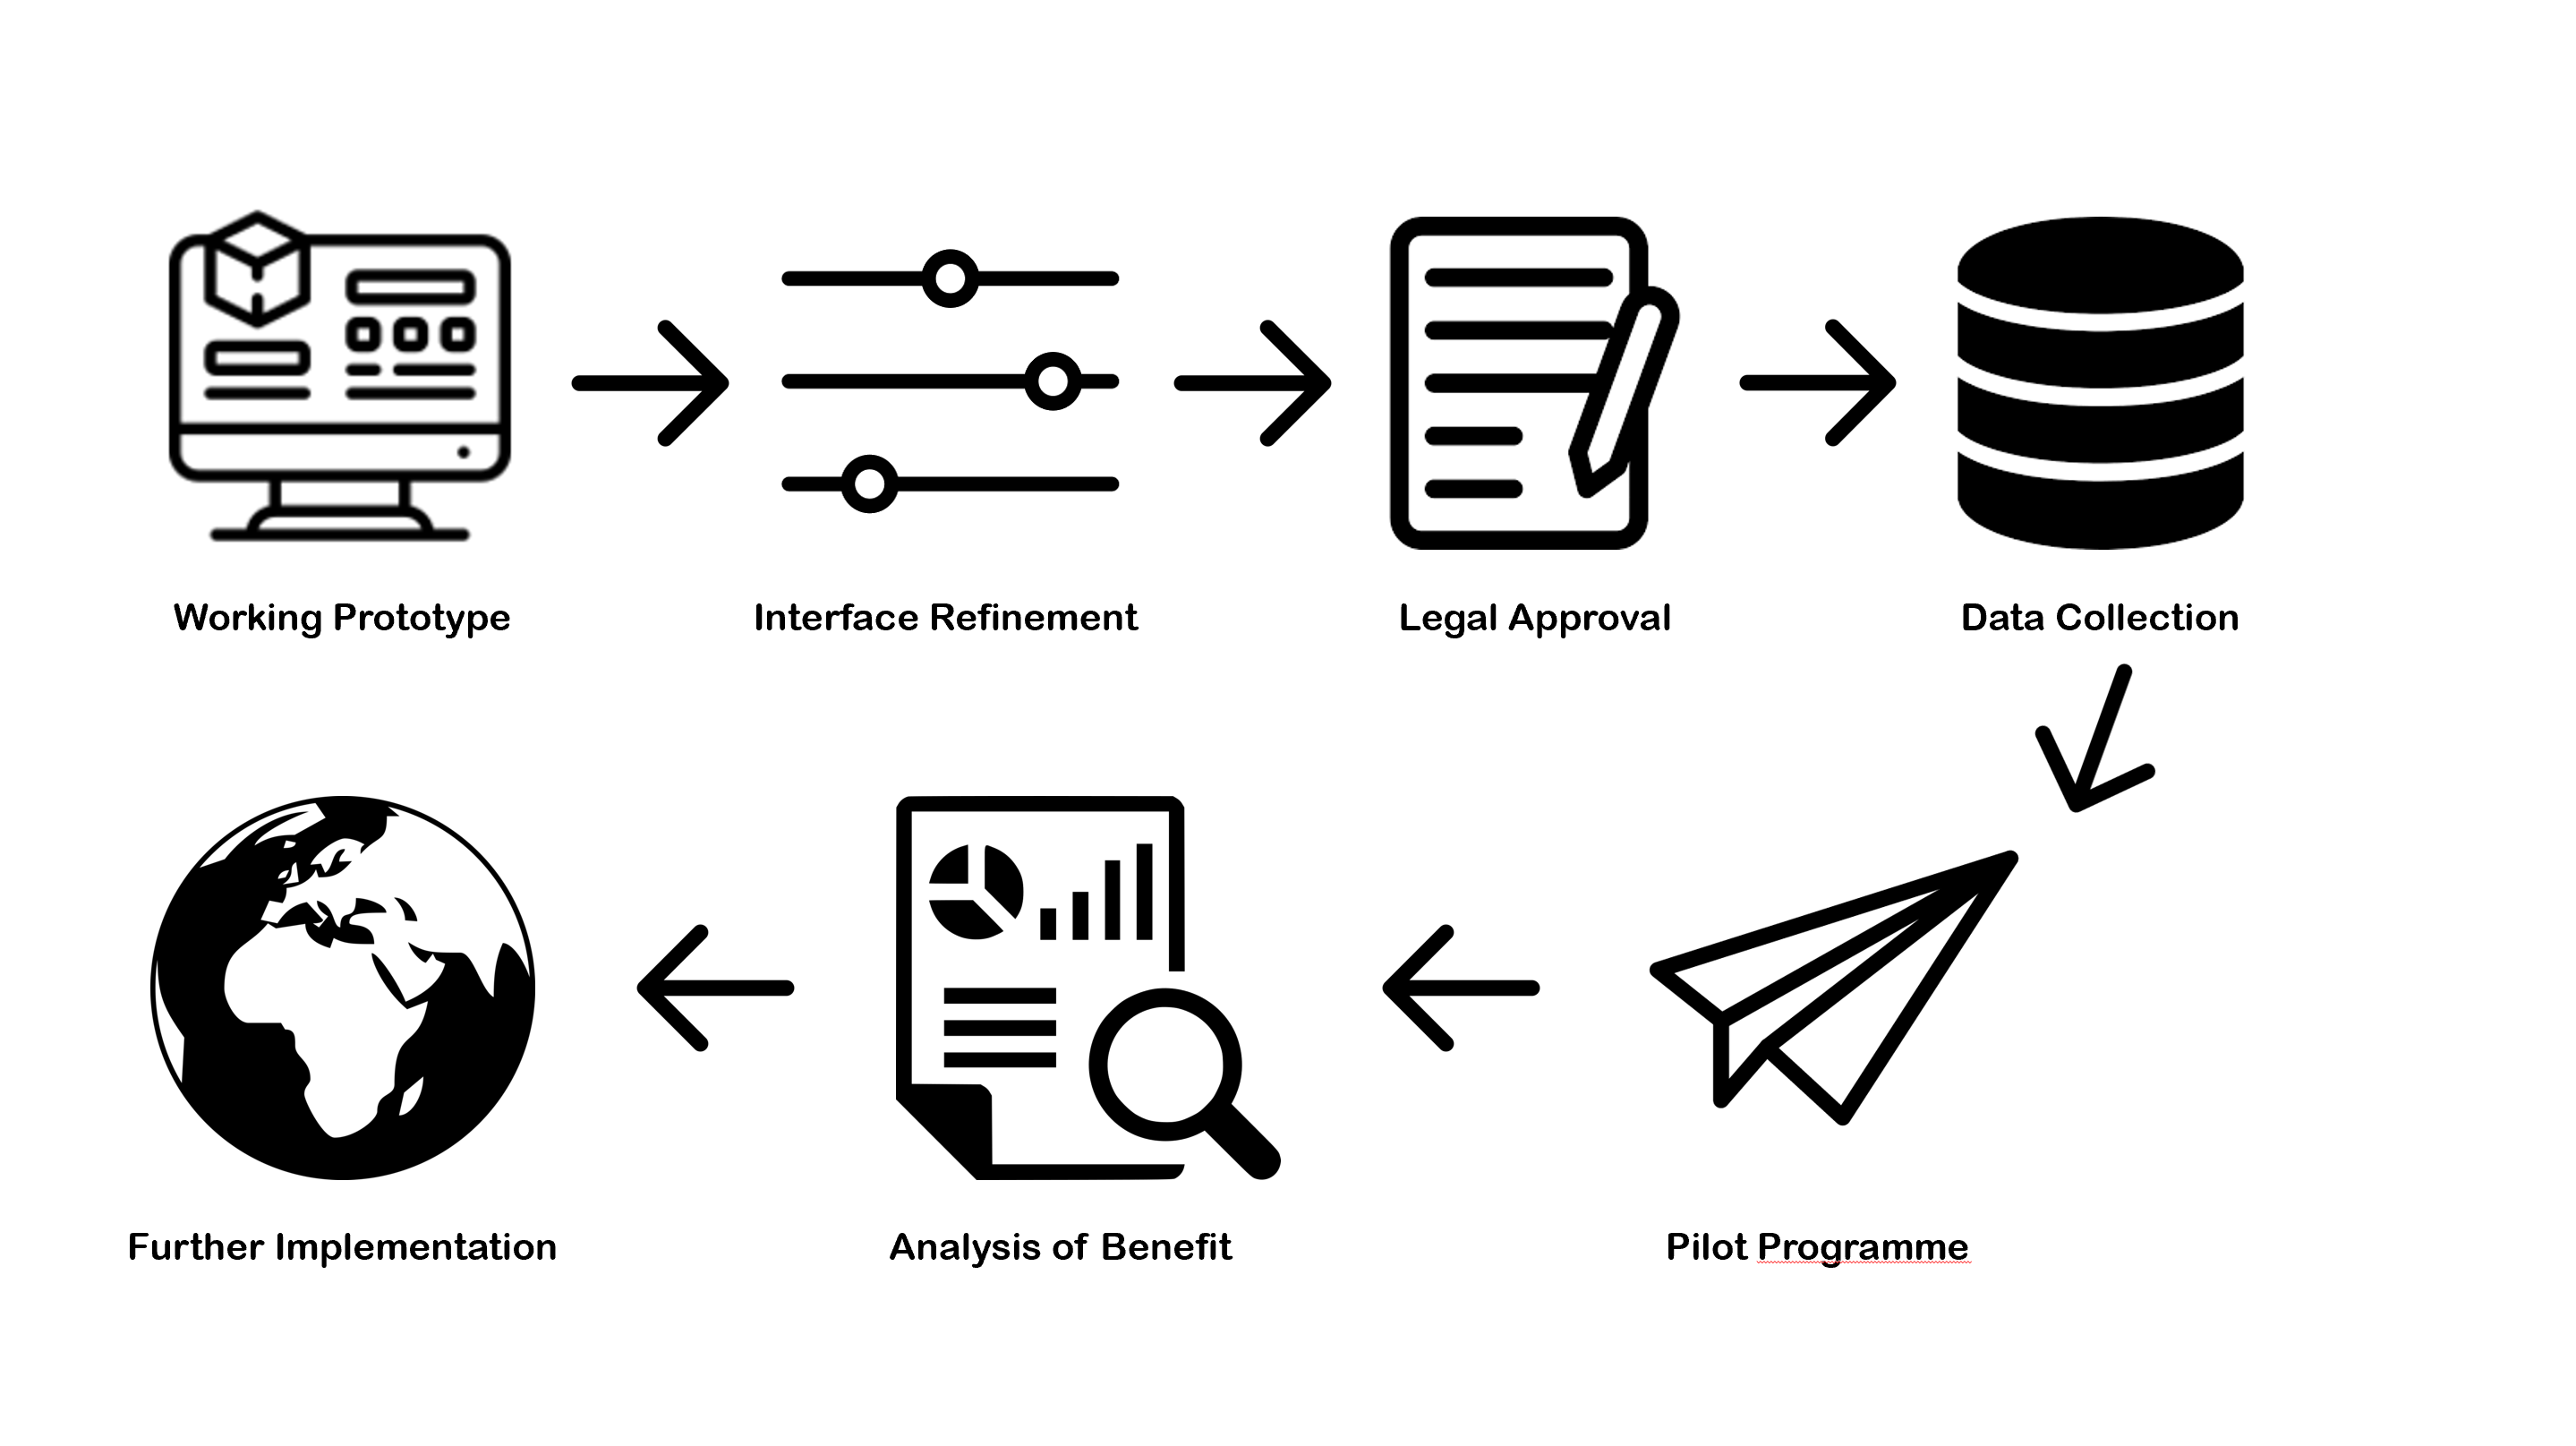 Working Prototype
Interface Refinement
Legal Approval
Data Collection
Further Implementation
Analysis of Benefit
Pilot Programme